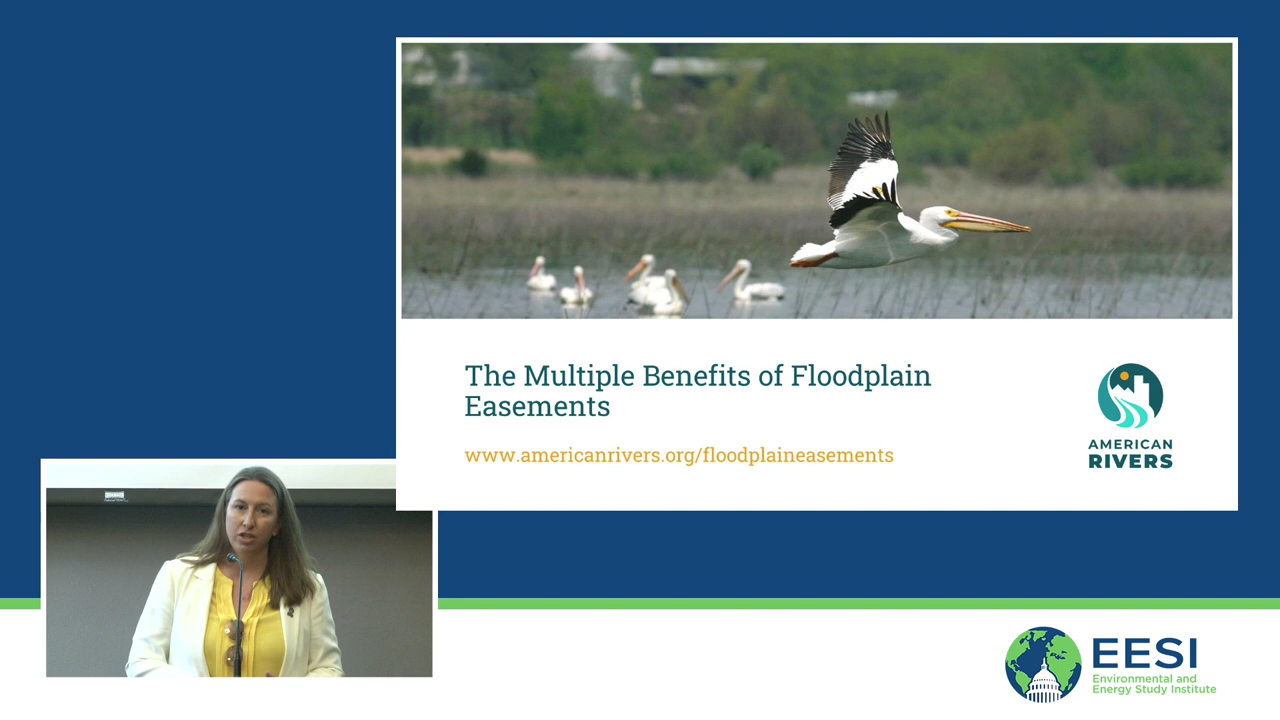 The Multiple Benefits of Floodplain
Easements
www.americanrivers.org/floodplaineasements
AMERICAN
RIVERS
EESI
Environmental and
Energy Study Institute